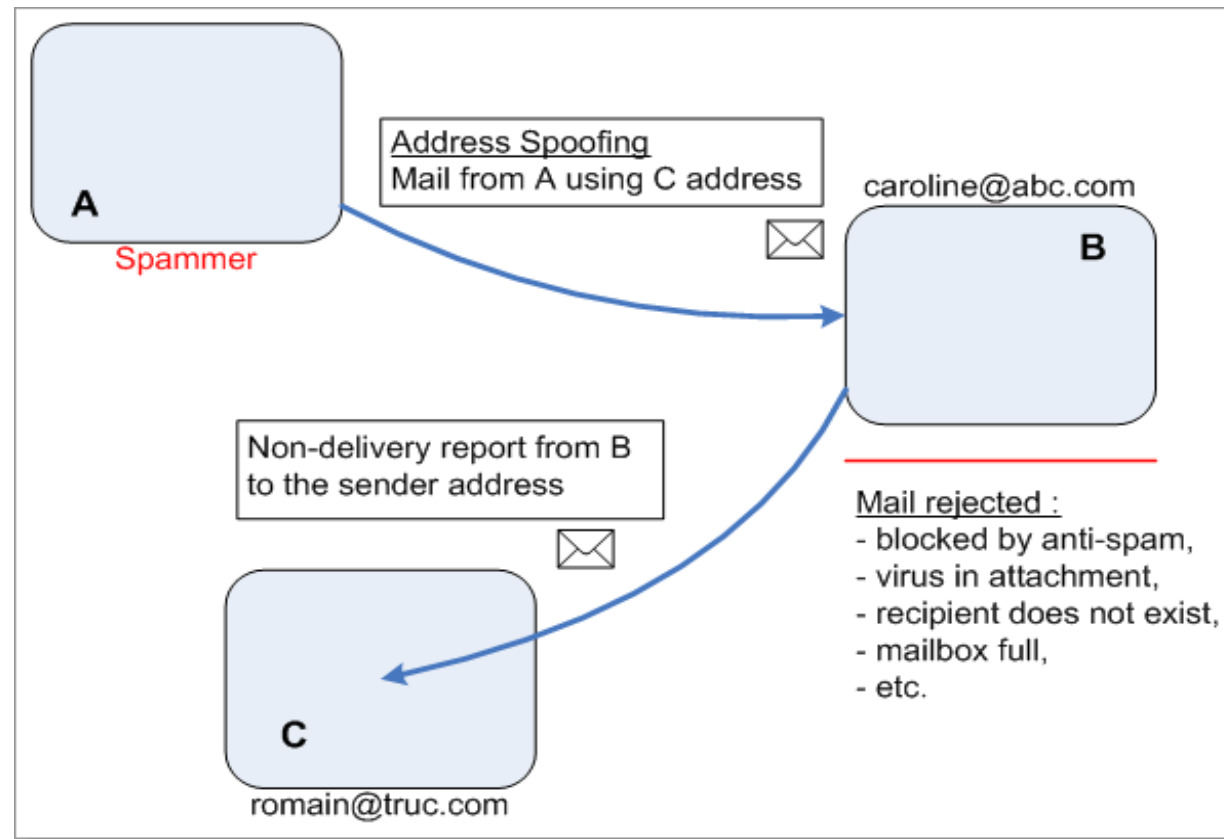 A
Spammer
Address Spoofing
Mail from A using C address
caroline@abc.com
B
Non-delivery report from B
to the sender address
Mail rejected :
- blocked by anti-spam,
- virus in attachment,
- recipient does not exist,
- mailbox full,
- etc.
C
romain@truc.com